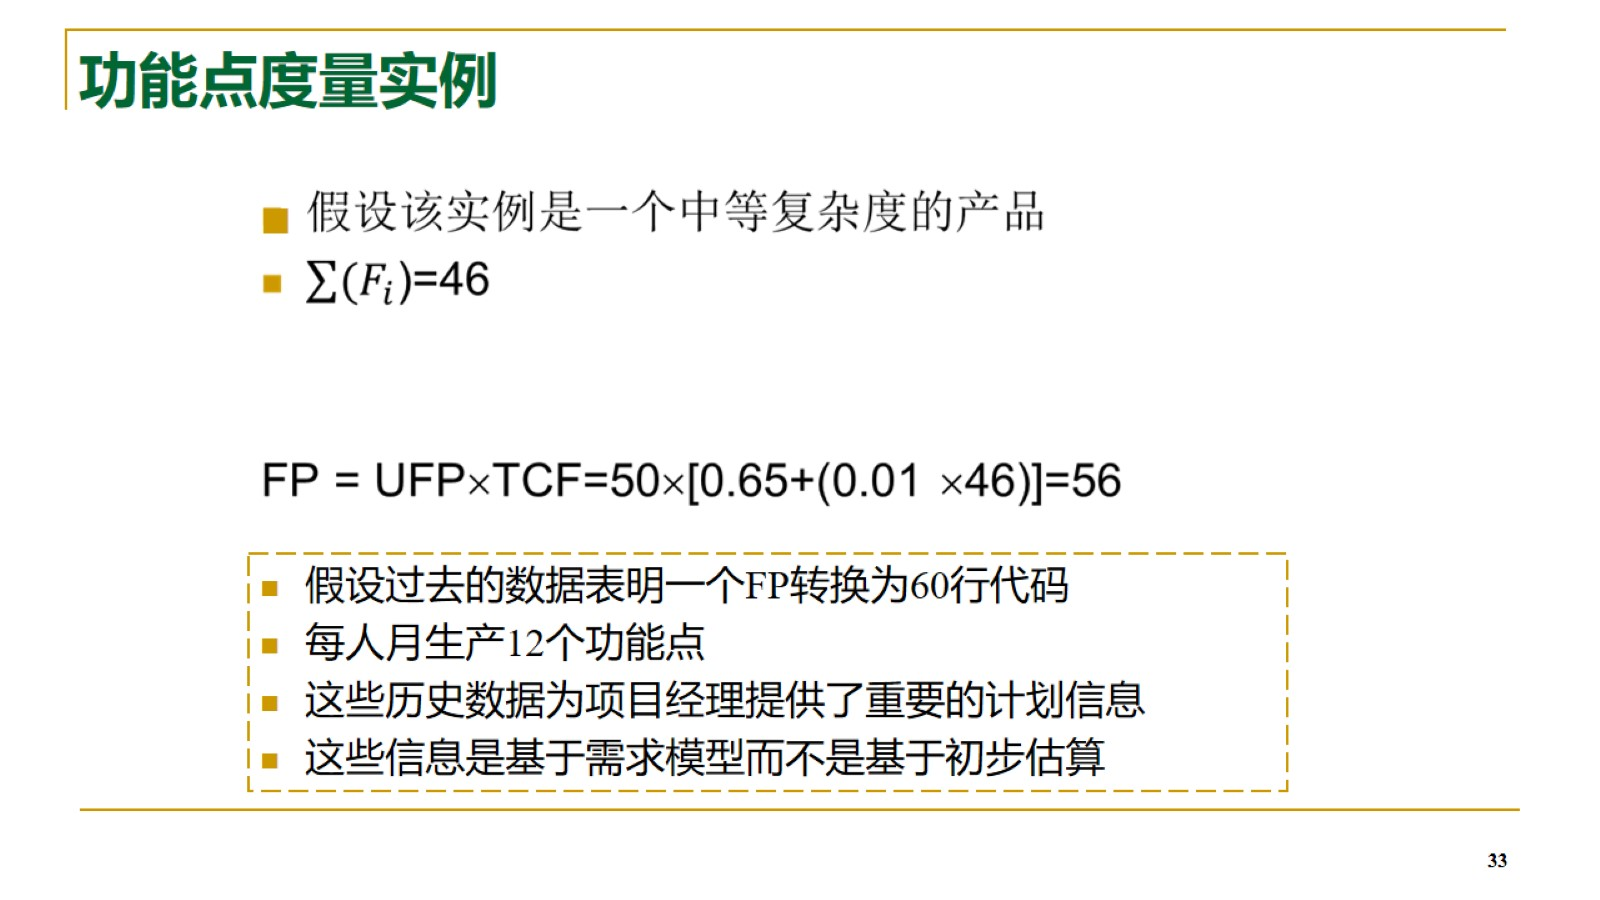 功能点度量实例
假设该实例是一个中等复杂度的产品
∑(Fᵢ)=46
FP = UFP×TCF=50×[0.65+(0.01 ×46)]=56
假设过去的数据表明一个FP转换为60行代码
每人月生产12个功能点
这些历史数据为项目经理提供了重要的计划信息
这些信息是基于需求模型而不是基于初步估算
33